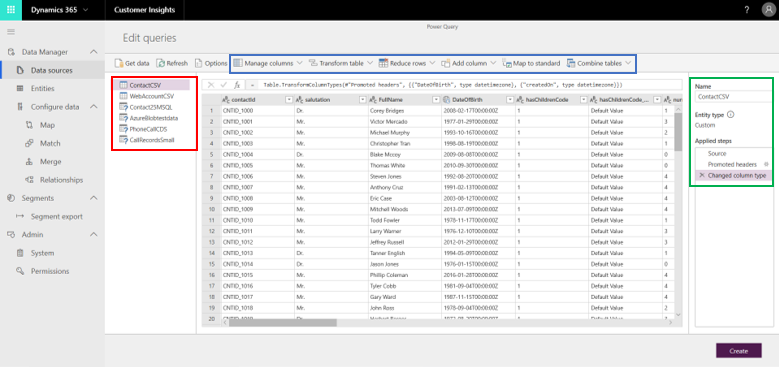 Dynamics 365 Customer Insights ?
Power Query
Edit queries
Data Manager
Data sources
Entities
Configure data
Map
Match
Merge
Relationships
Segments
Segment export
Admin
System
Permissions
Get data Refresh Options Manage columns Transform table Reduce rows Add column Map to standard Combine tables
ContactCSV
WebAccountCSV
Contact25MSQL
AzureBlobtestdata
PhoneCallCDS
CallRecordsSmall
fx = Table.TransformColumnTypes(#"Promoted headers", {{"DateOfBirth", type datetimezone}, {"createdOn", type datetimezone}})
contactId salutation fullName DateOfBirth hasChildrenCode hasChildrenCode_...
1 CNTID_1000 Dr. Corey Bridges 2008-02-17T00:00:00Z 1 Default Value 1
2 CNTID_1001 Mr. Victor Mercado 1977-01-29T00:00:00Z 1 Default Value 3
3 CNTID_1002 Mr. Michael Murphy 1993-10-16T00:00:00Z 1 Default Value 2
4 CNTID_1003 Mr. Christopher Tran 1998-08-19T00:00:00Z 1 Default Value 1
5 CNTID_1004 Dr. Blake Mccoy 2009-08-08T00:00:00Z 1 Default Value 0
6 CNTID_1005 Mr. Thomas White 2010-09-30T00:00:00Z 1 Default Value 0
7 CNTID_1006 Mr. Steven Jones 1992-08-20T00:00:00Z 1 Default Value 4
8 CNTID_1007 Mr. Anthony Cruz 1991-02-13T00:00:00Z 1 Default Value 4
9 CNTID_1008 Mr. Eric Case 2003-08-12T00:00:00Z 1 Default Value 4
10 CNTID_1009 Mr. Mitchell Woods 2013-07-09T00:00:00Z 1 Default Value 4
11 CNTID_1010 Mr. Todd Fowler 1978-11-17T00:00:00Z 1 Default Value 1
12 CNTID_1011 Mr. Larry Warner 1976-12-10T00:00:00Z 1 Default Value 3
13 CNTID_1012 Mr. Jeffrey Russell 2012-01-29T00:00:00Z 1 Default Value 3
14 CNTID_1013 Dr. Tanner English 1994-05-09T00:00:00Z 1 Default Value 1
15 CNTID_1014 Dr. Jason Jones 1976-01-15T00:00:00Z 1 Default Value 0
16 CNTID_1015 Mr. Phillip Coleman 2016-01-28T00:00:00Z 1 Default Value 4
17 CNTID_1016 Mr. Tyler Cobb 1981-09-04T00:00:00Z 1 Default Value 4
18 CNTID_1017 Mr. Gary Ward 1987-11-15T00:00:00Z 1 Default Value 4
19 CNTID_1018 Mr. John Ross 1978-09-04T00:00:00Z 1 Default Value 2
20
Name
ContactCSV
Entity type
Custom
Applied steps
Source
Promoted headers
Changed column type
Create